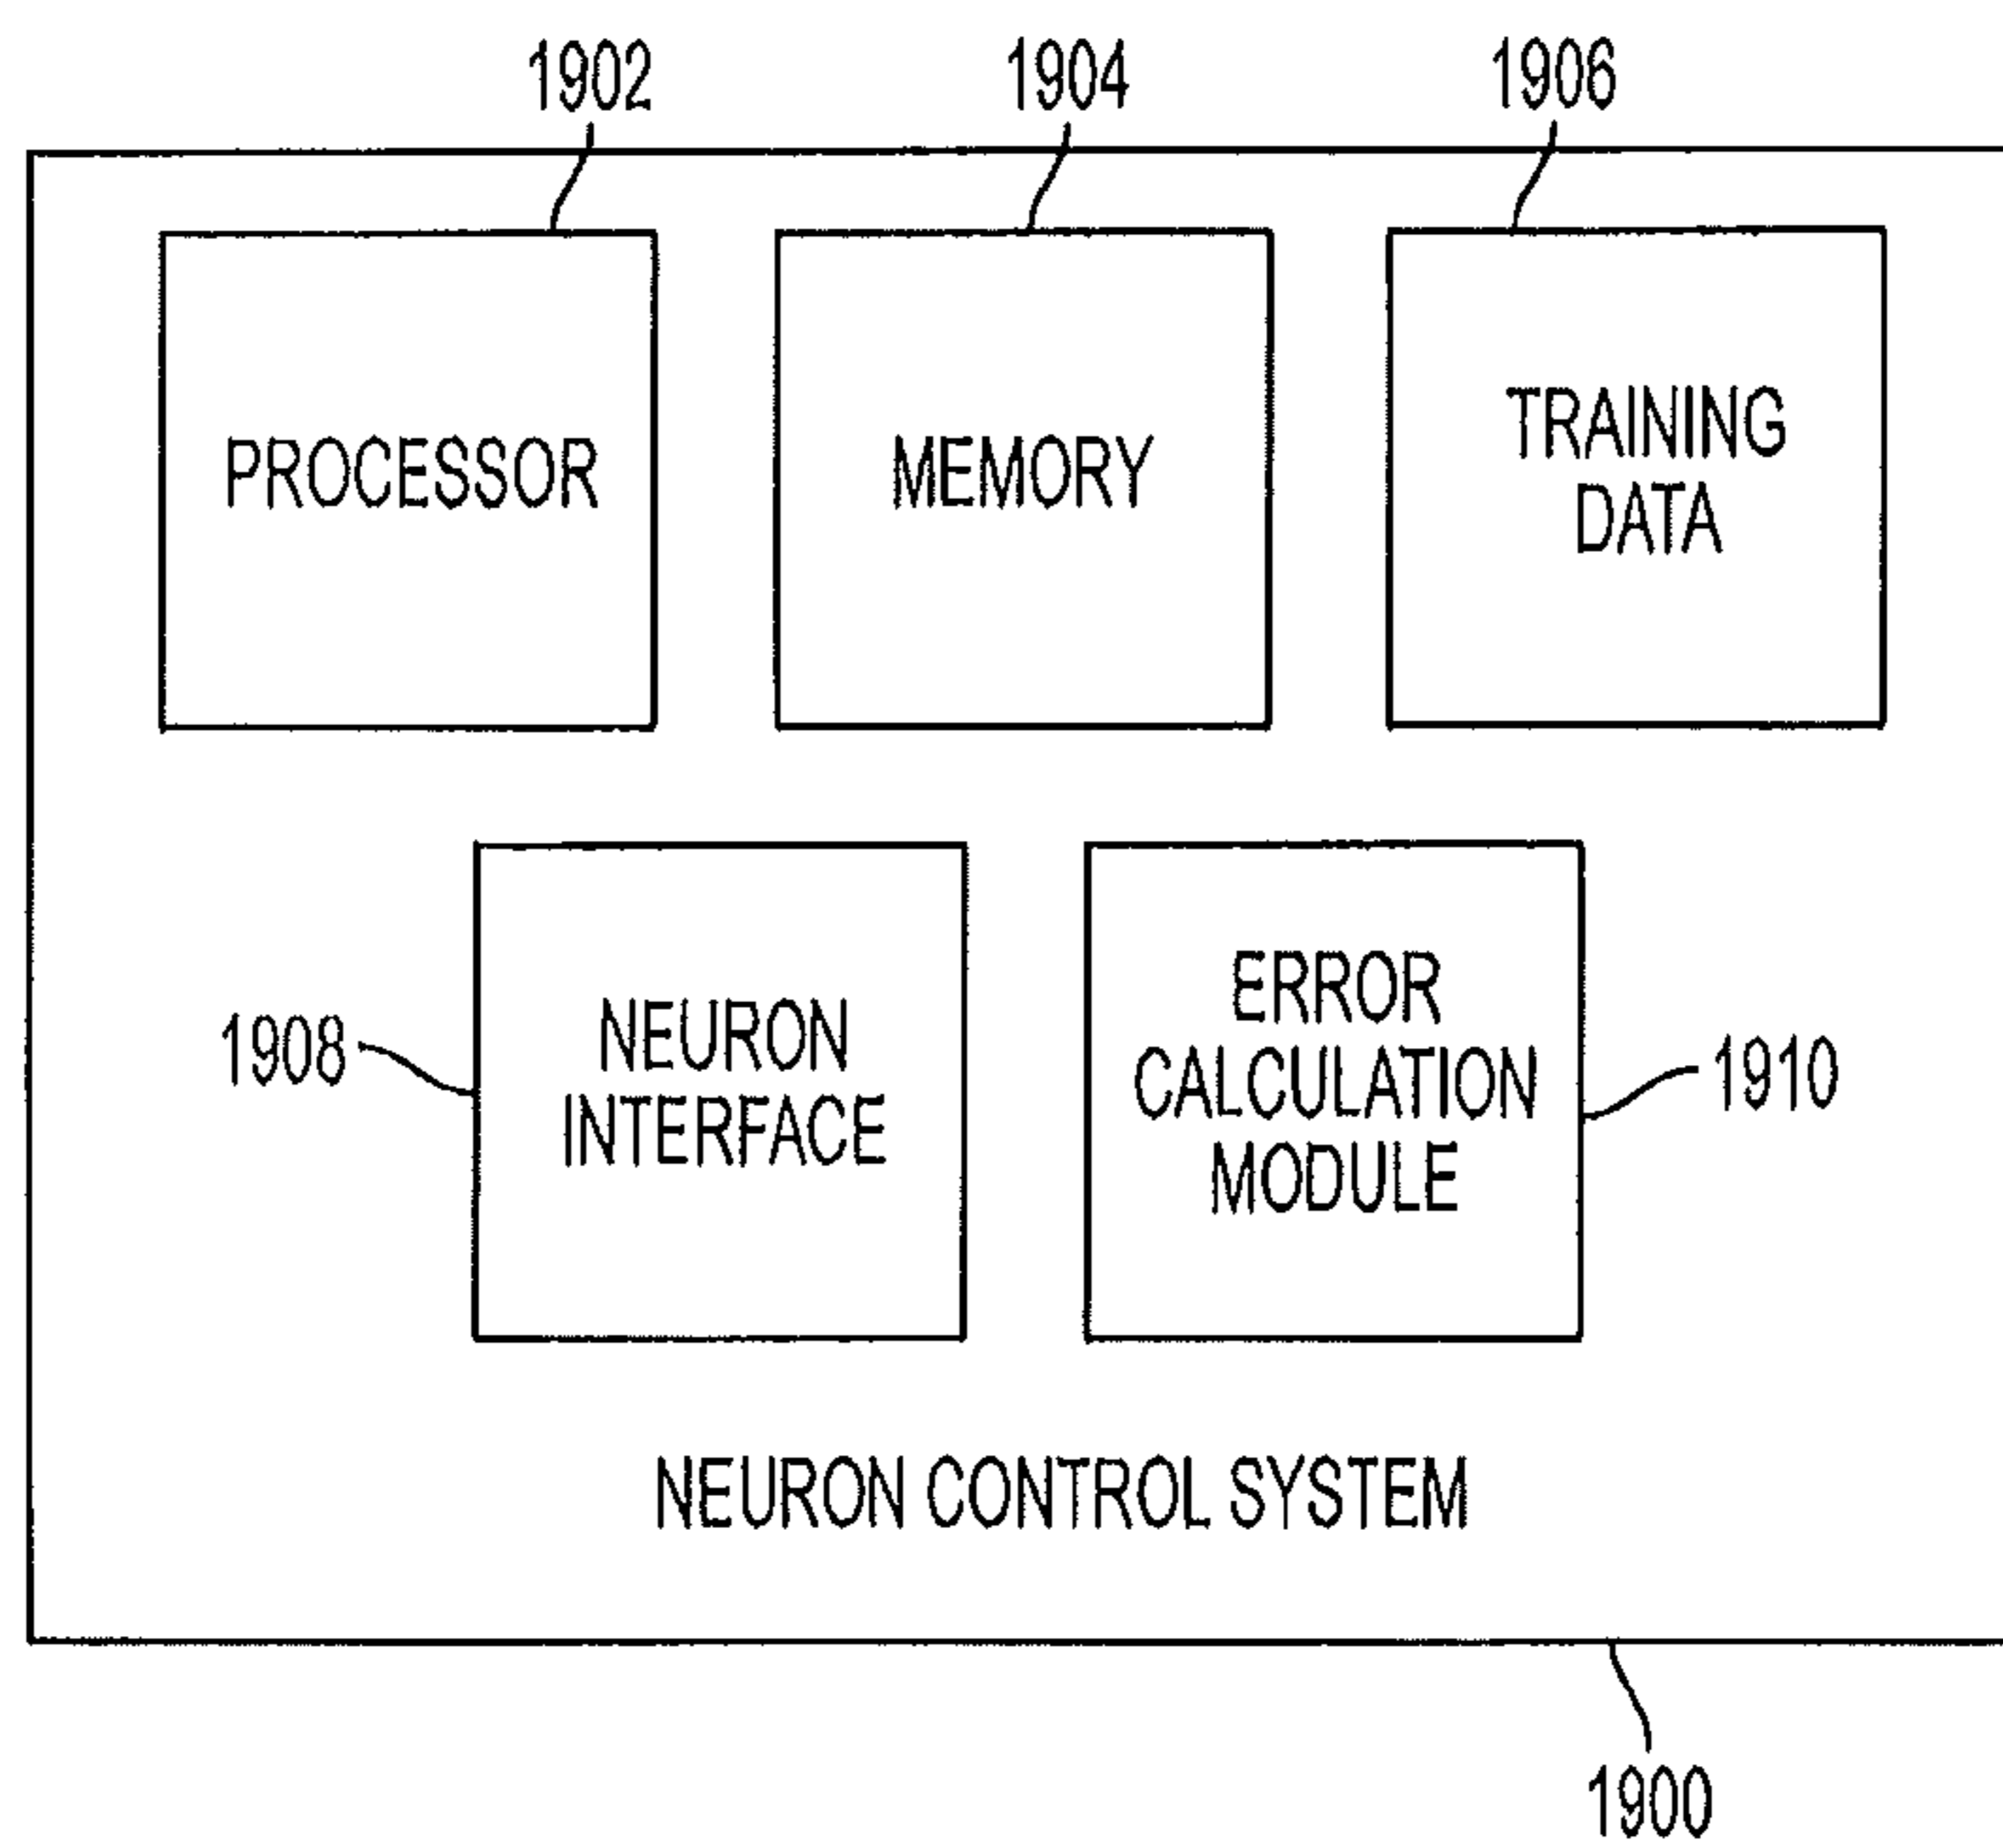 1902
1904
1906
PROCESSOR
MEMORY
TRAINING
DATA
1908
NEURON
INTERFACE
ERROR
CALCULATION
MODULE
1910
NEURON CONTROL SYSTEM
1900